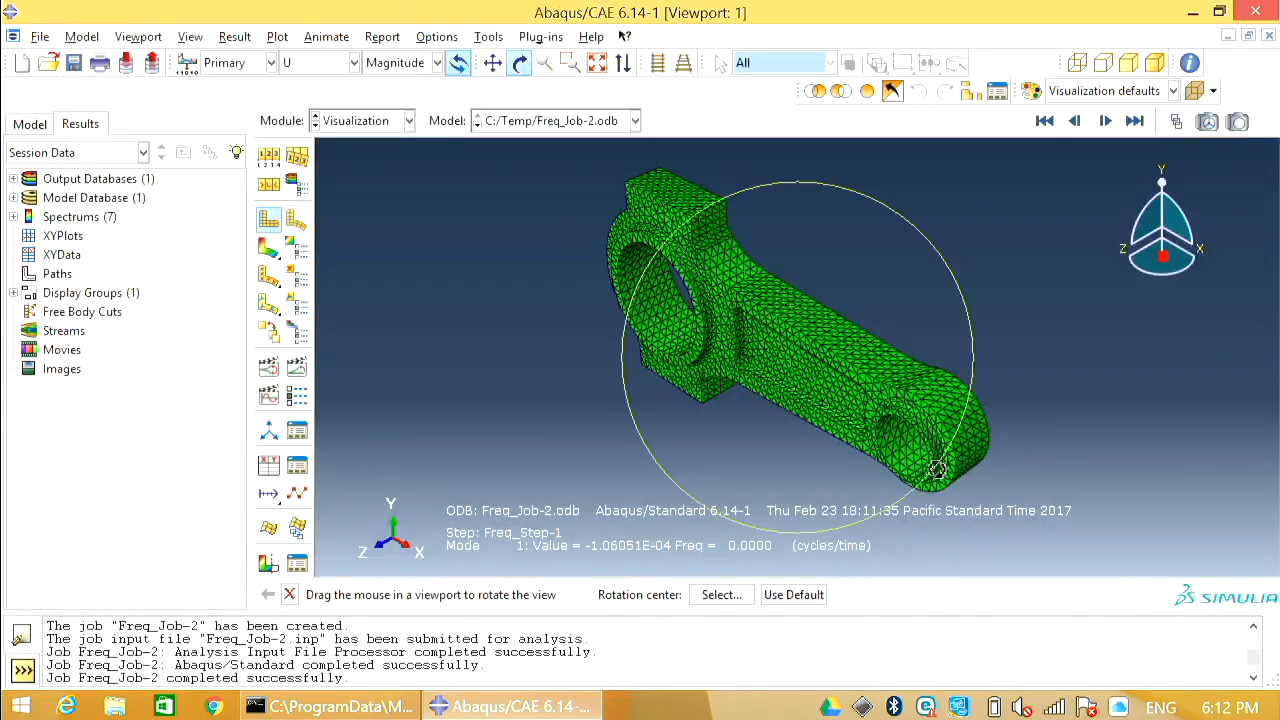 Abaqus/CAE 6.14-1 [Viewport: 1]
File Model Viewport View Result Plot Animate Report Options Tools Plug-ins Help
Primary U Magnitude All
Visualization defaults
Model Results Module: Visualization Model: C:/Temp/Freq_Job-2.odb
Session Data
Output Databases (1)
Model Database (1)
Spectrums (7)
XYPlots
XYData
Paths
Display Groups (1)
Free Body Cuts
Streams
Movies
Images
Y
Z X
Y
Z X
ODB: Freq_Job-2.odb Abaqus/Standard 6.14-1 Thu Feb 23 18:11:35 Pacific Standard Time 2017
Step: Freq_Step-1
Mode 1: Value = -1.06051E-04 Freq = 0.0000 (cycles/time)
Drag the mouse in a viewport to rotate the view Rotation center: Select... Use Default
SIMULIA
The job "Freq_Job-2" has been created.
The job input file "Freq_Job-2.inp" has been submitted for analysis.
Job Freq_Job-2: Analysis Input File Processor completed successfully.
Job Freq_Job-2: Abaqus/Standard completed successfully.
Job Freq_Job-2 completed successfully.
C:\ProgramData\M... Abaqus/CAE 6.14-... ENG 6:12 PM